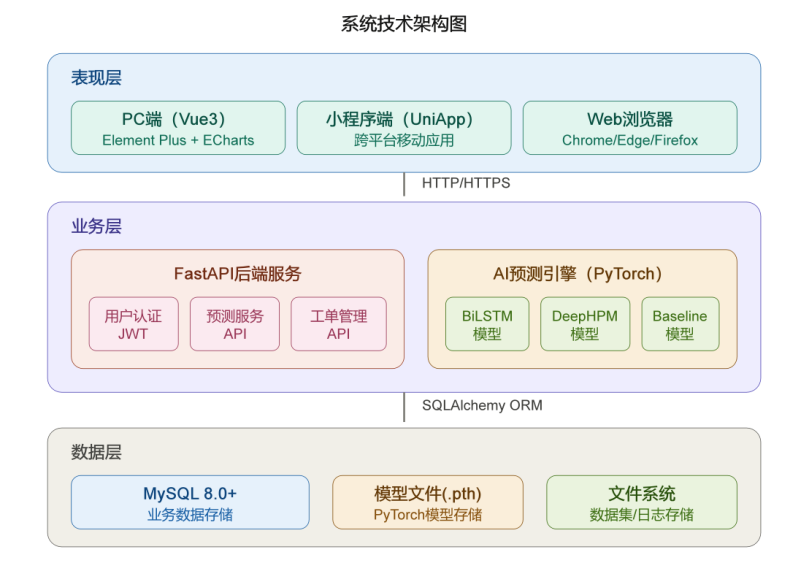 系统技术架构图
表现层
PC端（Vue3）
Element Plus + ECharts
小程序端（UniApp）
跨平台移动应用
Web浏览器
Chrome/Edge/Firefox
HTTP/HTTPS
业务层
FastAPI后端服务
用户认证
JWT
预测服务
API
工单管理
API
AI预测引擎（PyTorch）
BiLSTM
模型
DeepHPM
模型
Baseline
模型
SQLAlchemy ORM
数据层
MySQL 8.0+
业务数据存储
模型文件(.pth)
PyTorch模型存储
文件系统
数据集/日志存储